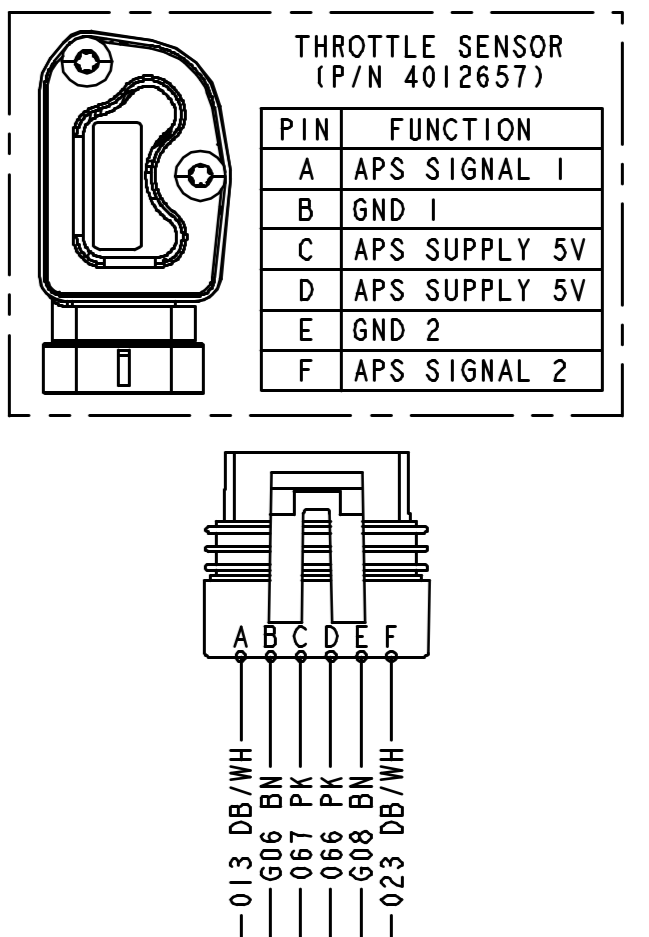 THROTTLE SENSOR
(P/N 4012657)
PIN FUNCTION
A APS SIGNAL 1
B GND 1
C APS SUPPLY 5V
D APS SUPPLY 5V
E GND 2
F APS SIGNAL 2
A B C D E F
013 DB/WH
G06 BN
067 PK
066 PK
G08 BN
023 DB/WH